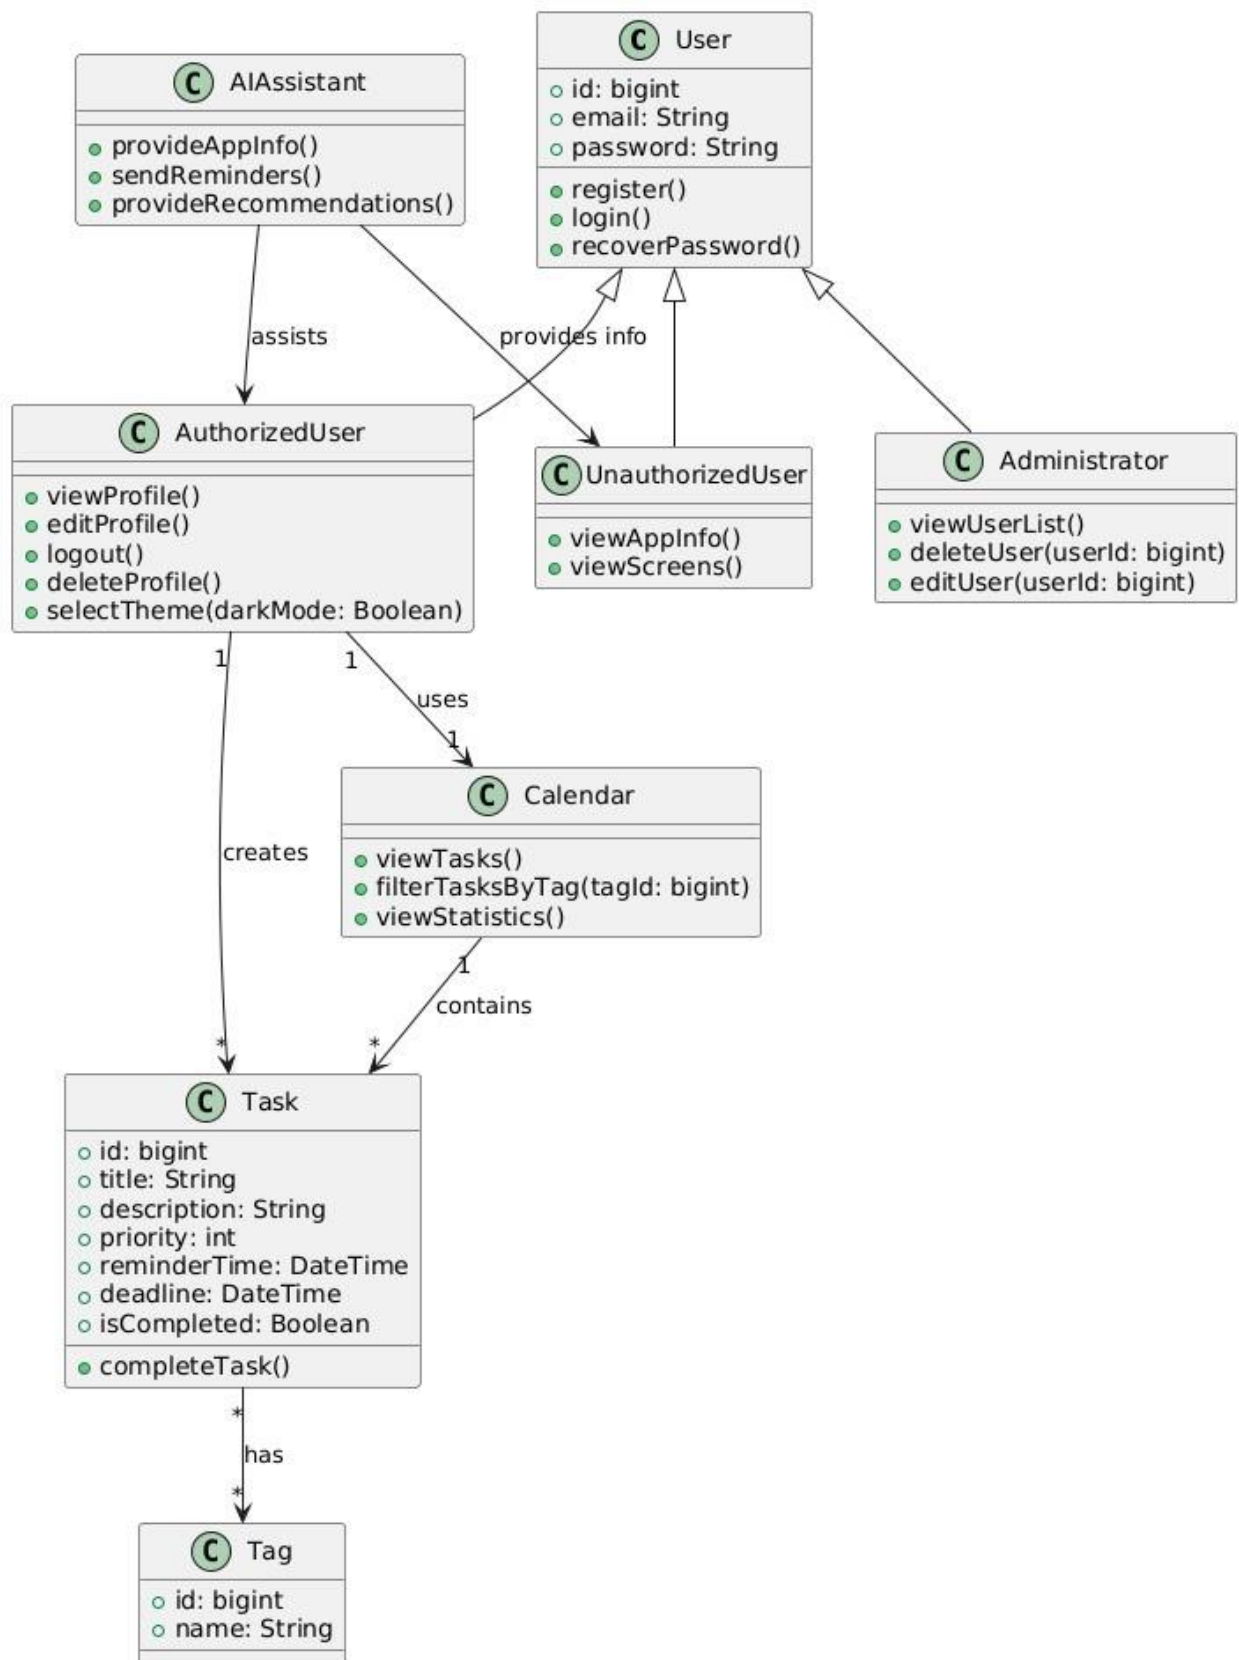 C AIAssistant
provideAppInfo()
sendReminders()
provideRecommendations()
C User
id: bigint
email: String
password: String
register()
login()
recoverPassword()
assists
provides info
C AuthorizedUser
viewProfile()
editProfile()
logout()
deleteProfile()
selectTheme(darkMode: Boolean)
C UnauthorizedUser
viewAppInfo()
viewScreens()
C Administrator
viewUserList()
deleteUser(userId: bigint)
editUser(userId: bigint)
1
1
uses
1
C Calendar
viewTasks()
filterTasksByTag(tagId: bigint)
viewStatistics()
creates
1
contains
*
*
C Task
id: bigint
title: String
description: String
priority: int
reminderTime: DateTime
deadline: DateTime
isCompleted: Boolean
completeTask()
*
has
*
C Tag
id: bigint
name: String